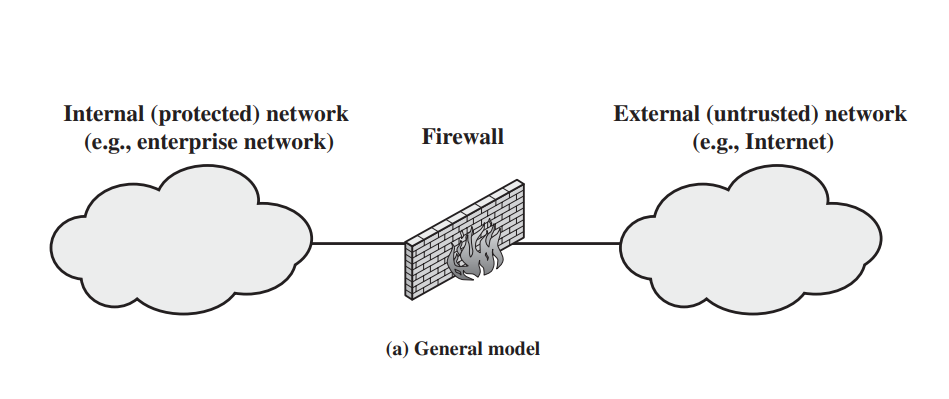 Internal (protected) network
(e.g., enterprise network)
Firewall
External (untrusted) network
(e.g., Internet)
(a) General model